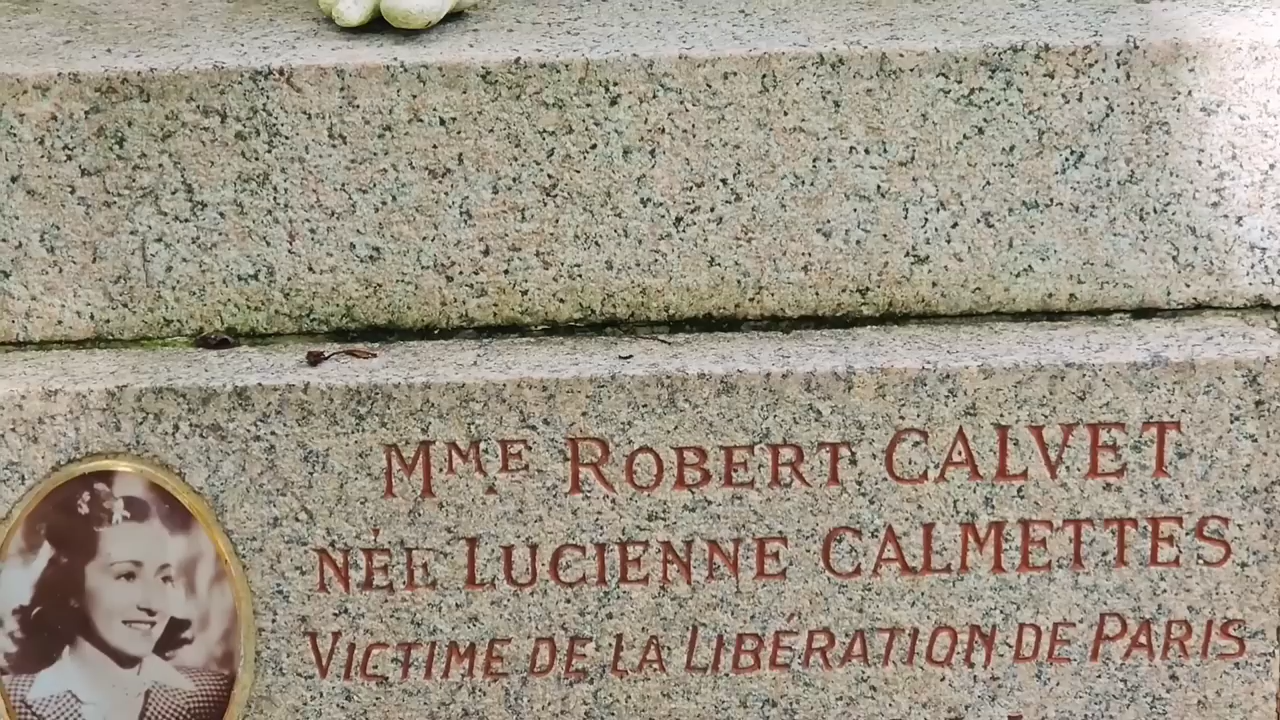 Mme Robert CALVET
NÉE LUCIENNE CALMETTES
VICTIME DE LA LIBÉRATION DE PARIS